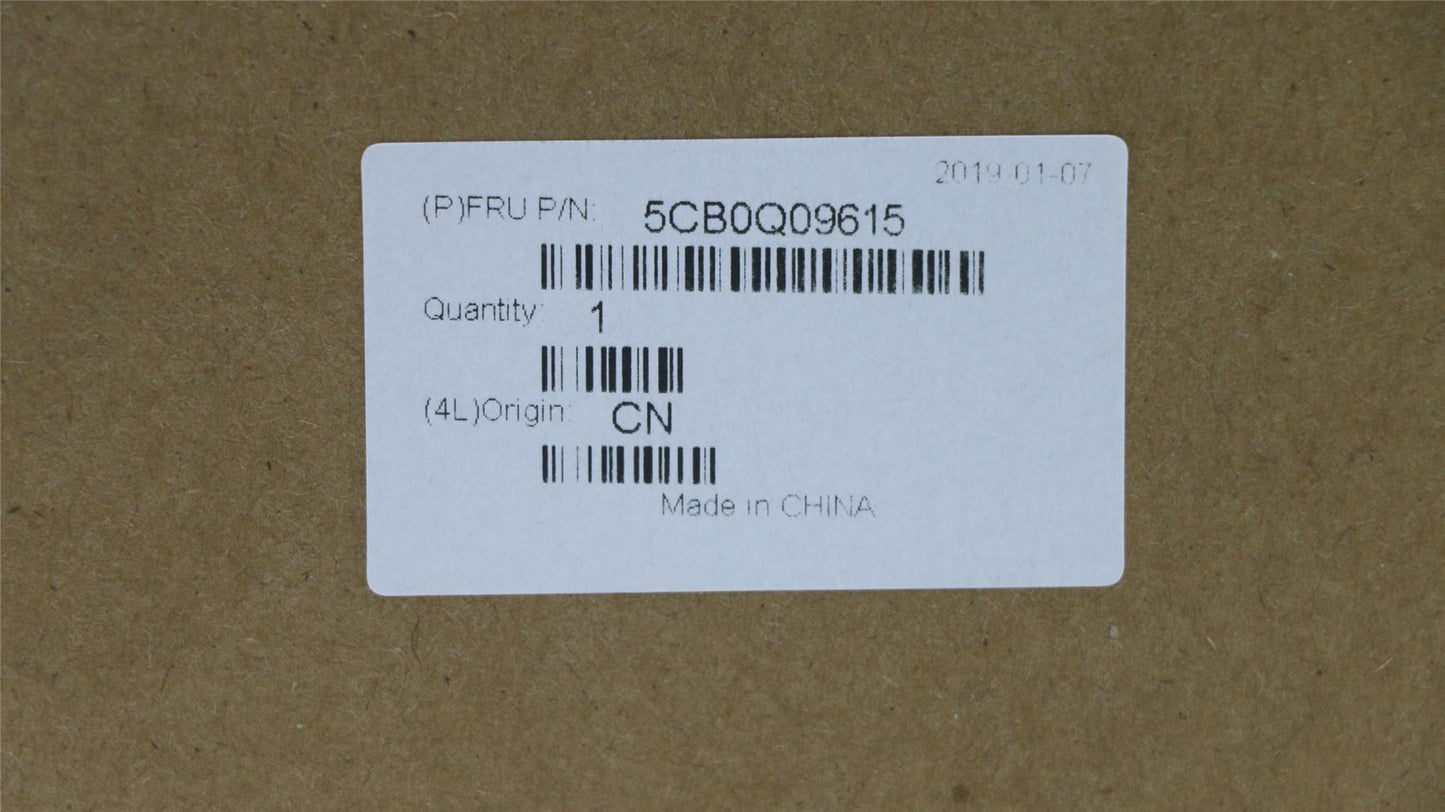 2019-01-07
(P)FRU P/N: 5CB0Q09615
Quantity: 1
(4L)Origin: CN
Made in CHINA